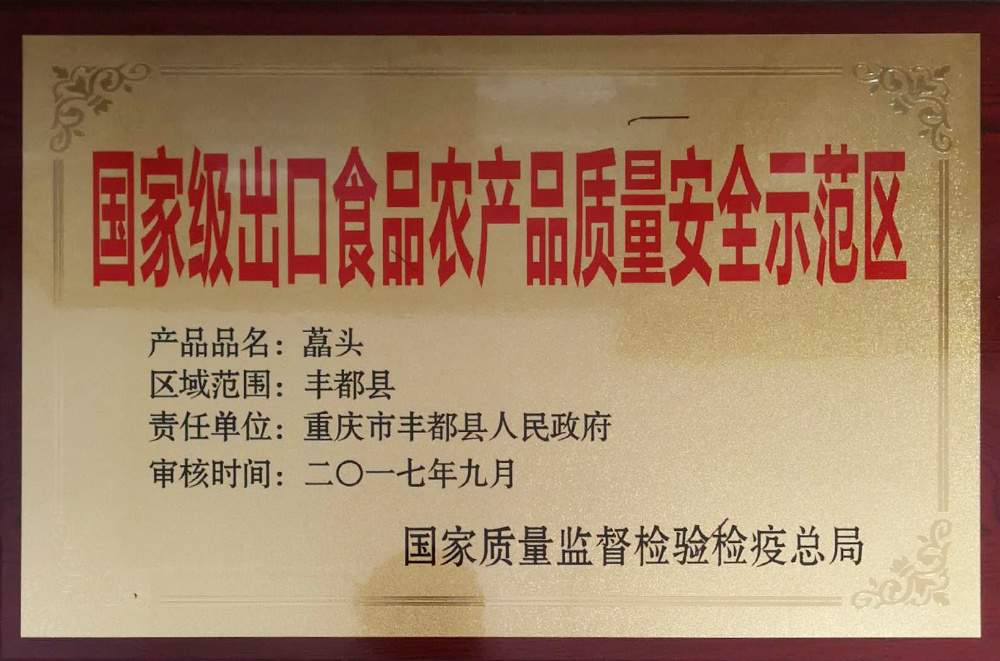 国家级出口食品农产品质量安全示范区
产品品名：藠头
区域范围：丰都县
责任单位：重庆市丰都县人民政府
审核时间：二〇一七年九月
国家质量监督检验检疫总局